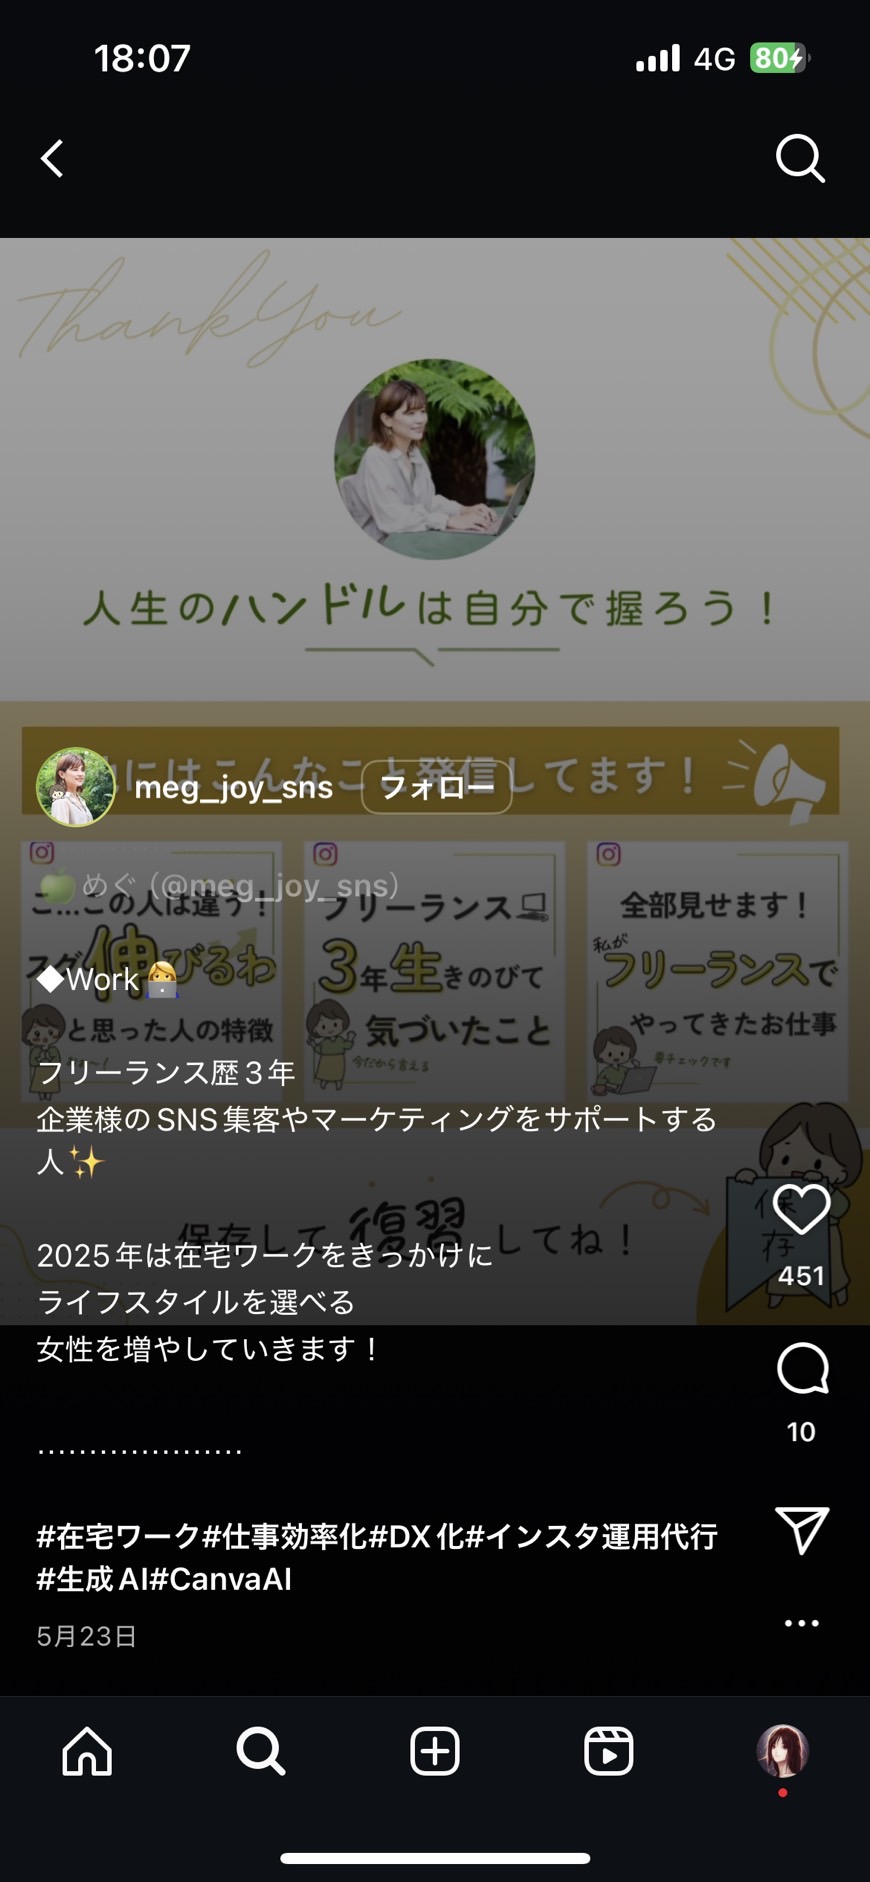 18:07
4G 80
Thank You
人生のハンドルは自分で握ろう！
にはこんなこと発信してます！
meg_joy_sns フォロー
🍏めぐ（@meg_joy_sns）
こ…この人は違う！
スグ伸びるわ
と思った人の特徴
フリーランス
3年生きのびて
気づいたこと
今だから言える
全部見せます！
私が
フリーランスで
やってきたお仕事
要チェックです
◆Work👩‍💻
フリーランス歴3年
企業様のSNS集客やマーケティングをサポートする
人✨
保存して復習してね！
保存
2025年は在宅ワークをきっかけに
ライフスタイルを選べる
女性を増やしていきます！
451
10
....................
#在宅ワーク#仕事効率化#DX化#インスタ運用代行
#生成AI#CanvaAI
5月23日